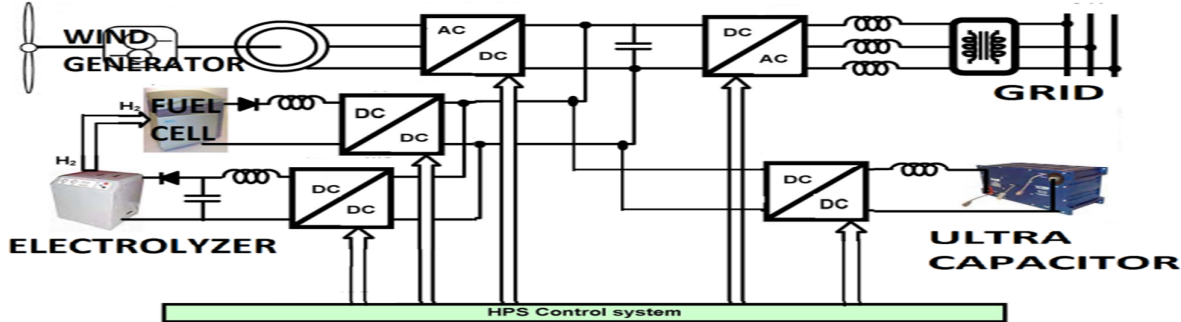 WIND
GENERATOR
AC
DC
DC
AC
GRID
H₂
FUEL
CELL
DC
DC
H₂
DC
DC
DC
DC
ELECTROLYZER
ULTRA
CAPACITOR
HPS Control system